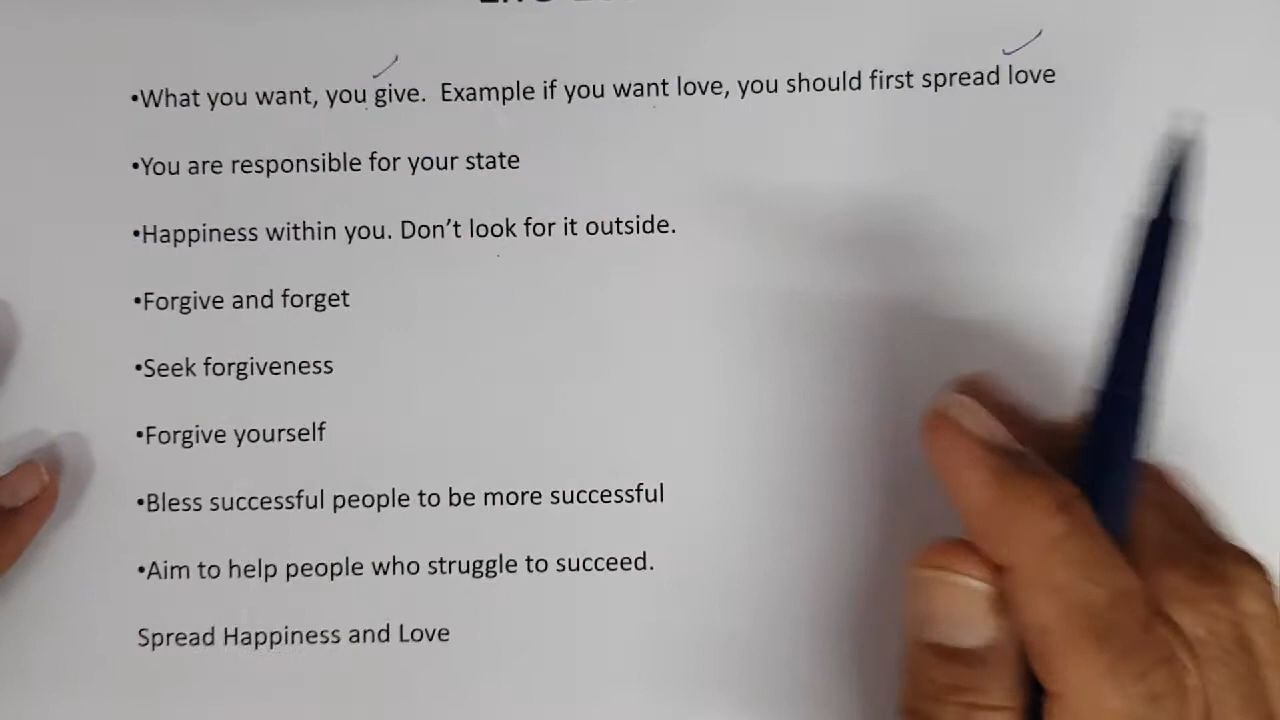 •What you want, you give.  Example if you want love, you should first spread love
•You are responsible for your state
•Happiness within you. Don’t look for it outside.
•Forgive and forget
•Seek forgiveness
•Forgive yourself
•Bless successful people to be more successful
•Aim to help people who struggle to succeed.
Spread Happiness and Love